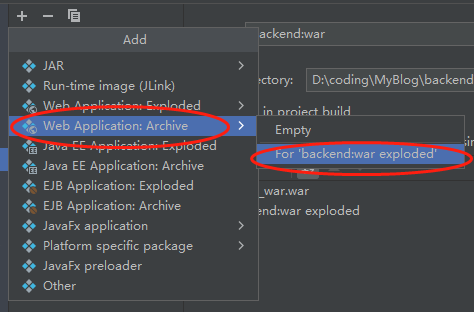 Add
JAR
Run-time image (JLink)
Web Application: Exploded
Web Application: Archive
Java EE Application: Exploded
Java EE Application: Archive
EJB Application: Exploded
EJB Application: Archive
JavaFx application
Platform specific package
JavaFx preloader
Other
backend:war
directory: D:\coding\MyBlog\backend
in project build
Empty
For 'backend:war exploded'
_war.war
end:war exploded